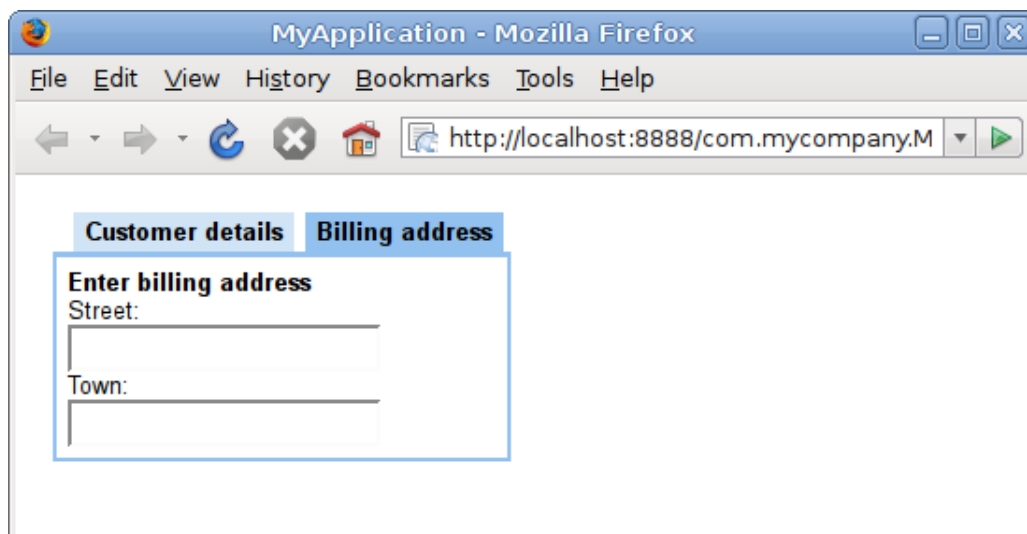 MyApplication - Mozilla Firefox
File Edit View History Bookmarks Tools Help
http://localhost:8888/com.mycompany.M
Customer details Billing address
Enter billing address
Street:
Town: